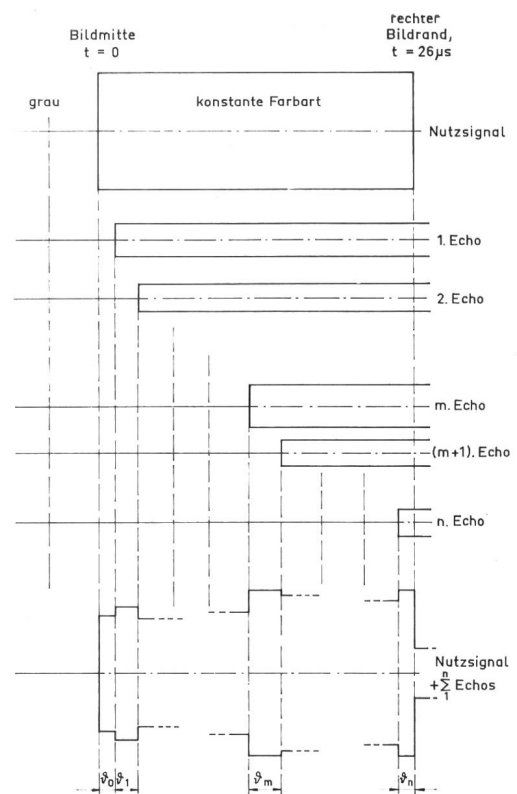 Bildmitte
t = 0
rechter
Bildrand,
t = 26µs
grau
konstante Farbart
Nutzsignal
1. Echo
2. Echo
m. Echo
(m+1). Echo
n. Echo
Nutzsignal
+ n∑1 Echos
ϑ0 ϑ1 ϑm ϑn